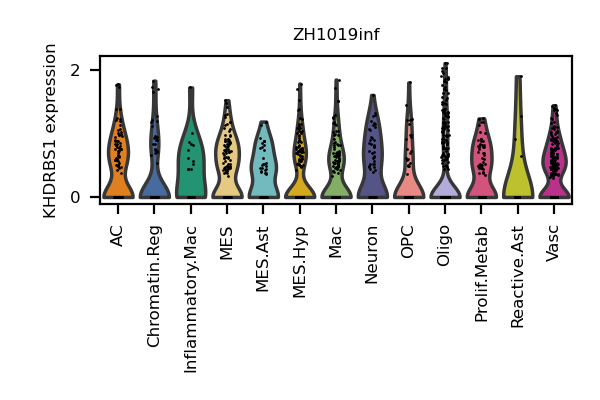 ZH1019inf
KHDRBS1 expression
2
0
AC
Chromatin.Reg
Inflammatory.Mac
MES
MES.Ast
MES.Hyp
Mac
Neuron
OPC
Oligo
Prolif.Metab
Reactive.Ast
Vasc